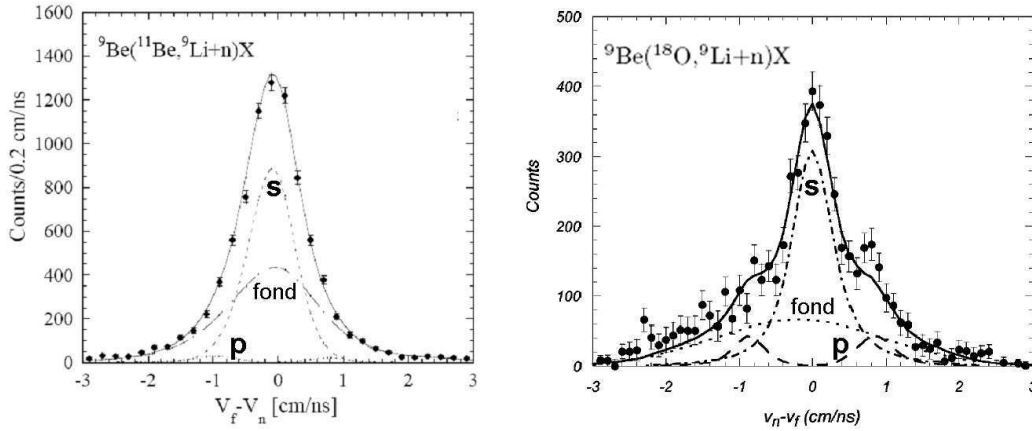 1600
1400
1200
1000
800
600
400
200
0
Counts/0.2 cm/ns
⁹Be(¹¹Be,⁹Li+n)X
s
fond
p
-3 -2 -1 0 1 2 3
V_f-V_n [cm/ns]
500
400
300
200
100
0
Counts
⁹Be(¹⁸O,⁹Li+n)X
s
fond
p
-3 -2 -1 0 1 2 3
v_n-v_f (cm/ns)